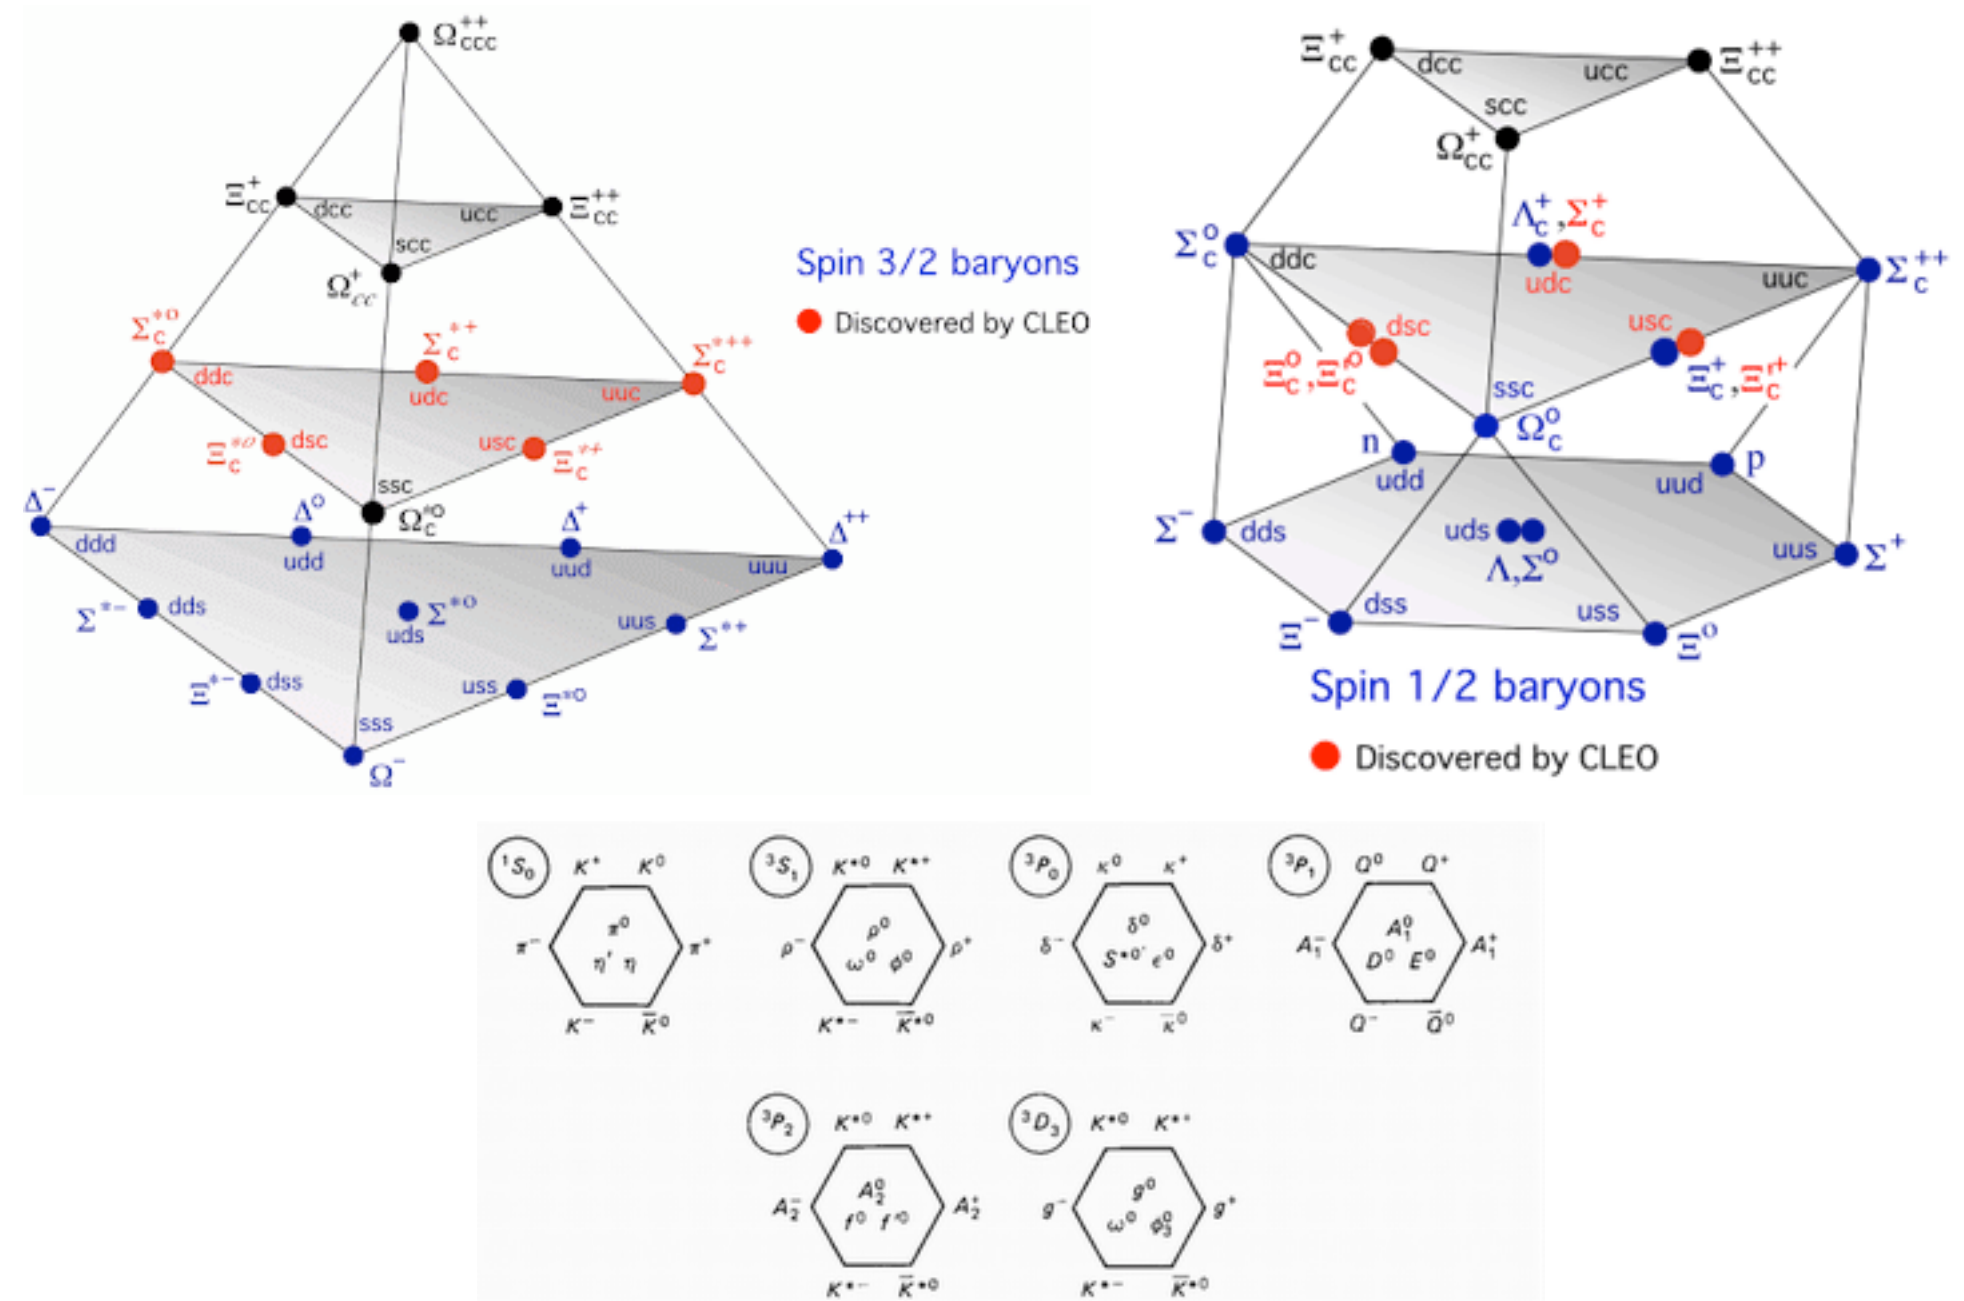 Ω⁺⁺ccc
Ξ⁺cc dcc ucc Ξ⁺⁺cc
scc
Ω⁺cc
Σ*⁰c Σ*⁺c Σ*⁺⁺c
ddc udc uuc
Ξ*⁰c dsc usc Ξ*⁺c
ssc
Ω*⁰c
Δ⁻ Δ⁰ Δ⁺ Δ⁺⁺
ddd udd uud uuu
Σ*⁻ dds uds Σ*⁰ uus Σ*⁺
Ξ*⁻ dss uss Ξ*⁰
sss
Ω⁻
Spin 3/2 baryons
Discovered by CLEO
Ξ⁺cc dcc ucc Ξ⁺⁺cc
scc
Ω⁺cc
Λ⁺c,Σ⁺c
Σ⁰c ddc udc uuc Σ⁺⁺c
dsc usc
Ξ⁰c,Ξ'⁰c Ξ⁺c,Ξ'⁺c
ssc
Ω⁰c
n p
udd uud
Σ⁻ dds uds uus Σ⁺
Λ,Σ⁰
dss uss
Ξ⁻ Ξ⁰
Spin 1/2 baryons
Discovered by CLEO
¹S₀ K⁺ K⁰
π⁰
π⁻ η' η π⁺
K⁻ K̅⁰
³S₁ K*⁰ K*⁺
ρ⁰
ρ⁻ ω⁰ ϕ⁰ ρ⁺
K*⁻ K̅*⁰
³P₀ κ⁰ κ⁺
δ⁰
δ⁻ S*⁰' ϵ⁰ δ⁺
κ⁻ κ̅⁰
³P₁ Q⁰ Q⁺
A₁⁰
A₁⁻ D⁰ E⁰ A₁⁺
Q⁻ Q̅⁰
³P₂ K*⁰ K*⁺
A₂⁰
A₂⁻ f⁰ f'⁰ A₂⁺
K*⁻ K̅*⁰
³D₃ K*⁰ K*⁺
g⁰
g⁻ ω⁰ ϕ₃⁰ g⁺
K*⁻ K̅*⁰